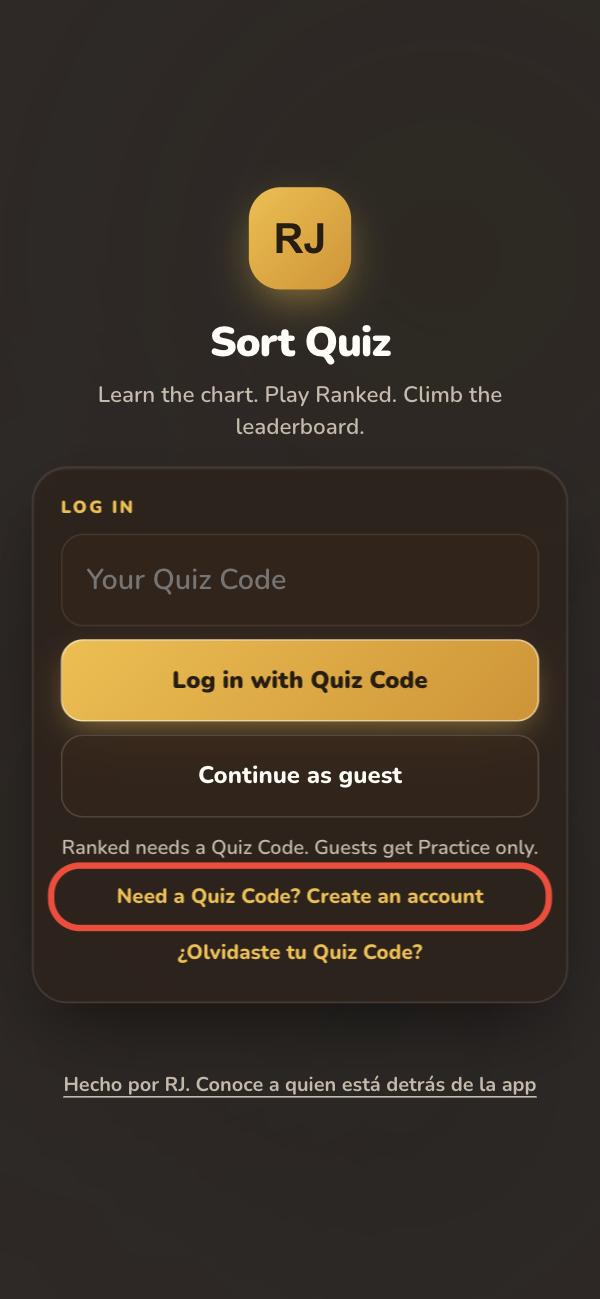 RJ
Sort Quiz
Learn the chart. Play Ranked. Climb the
leaderboard.
LOG IN
Your Quiz Code
Log in with Quiz Code
Continue as guest
Ranked needs a Quiz Code. Guests get Practice only.
Need a Quiz Code? Create an account
¿Olvidaste tu Quiz Code?
Hecho por RJ. Conoce a quien está detrás de la app